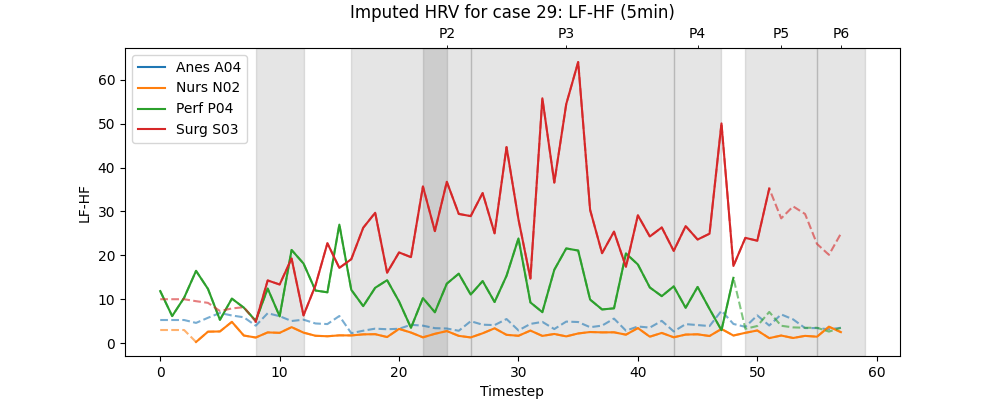 Imputed HRV for case 29: LF-HF (5min)
P2 P3 P4 P5 P6
Anes A04
Nurs N02
Perf P04
Surg S03
60
50
40
30
20
10
0
LF-HF
0 10 20 30 40 50 60
Timestep